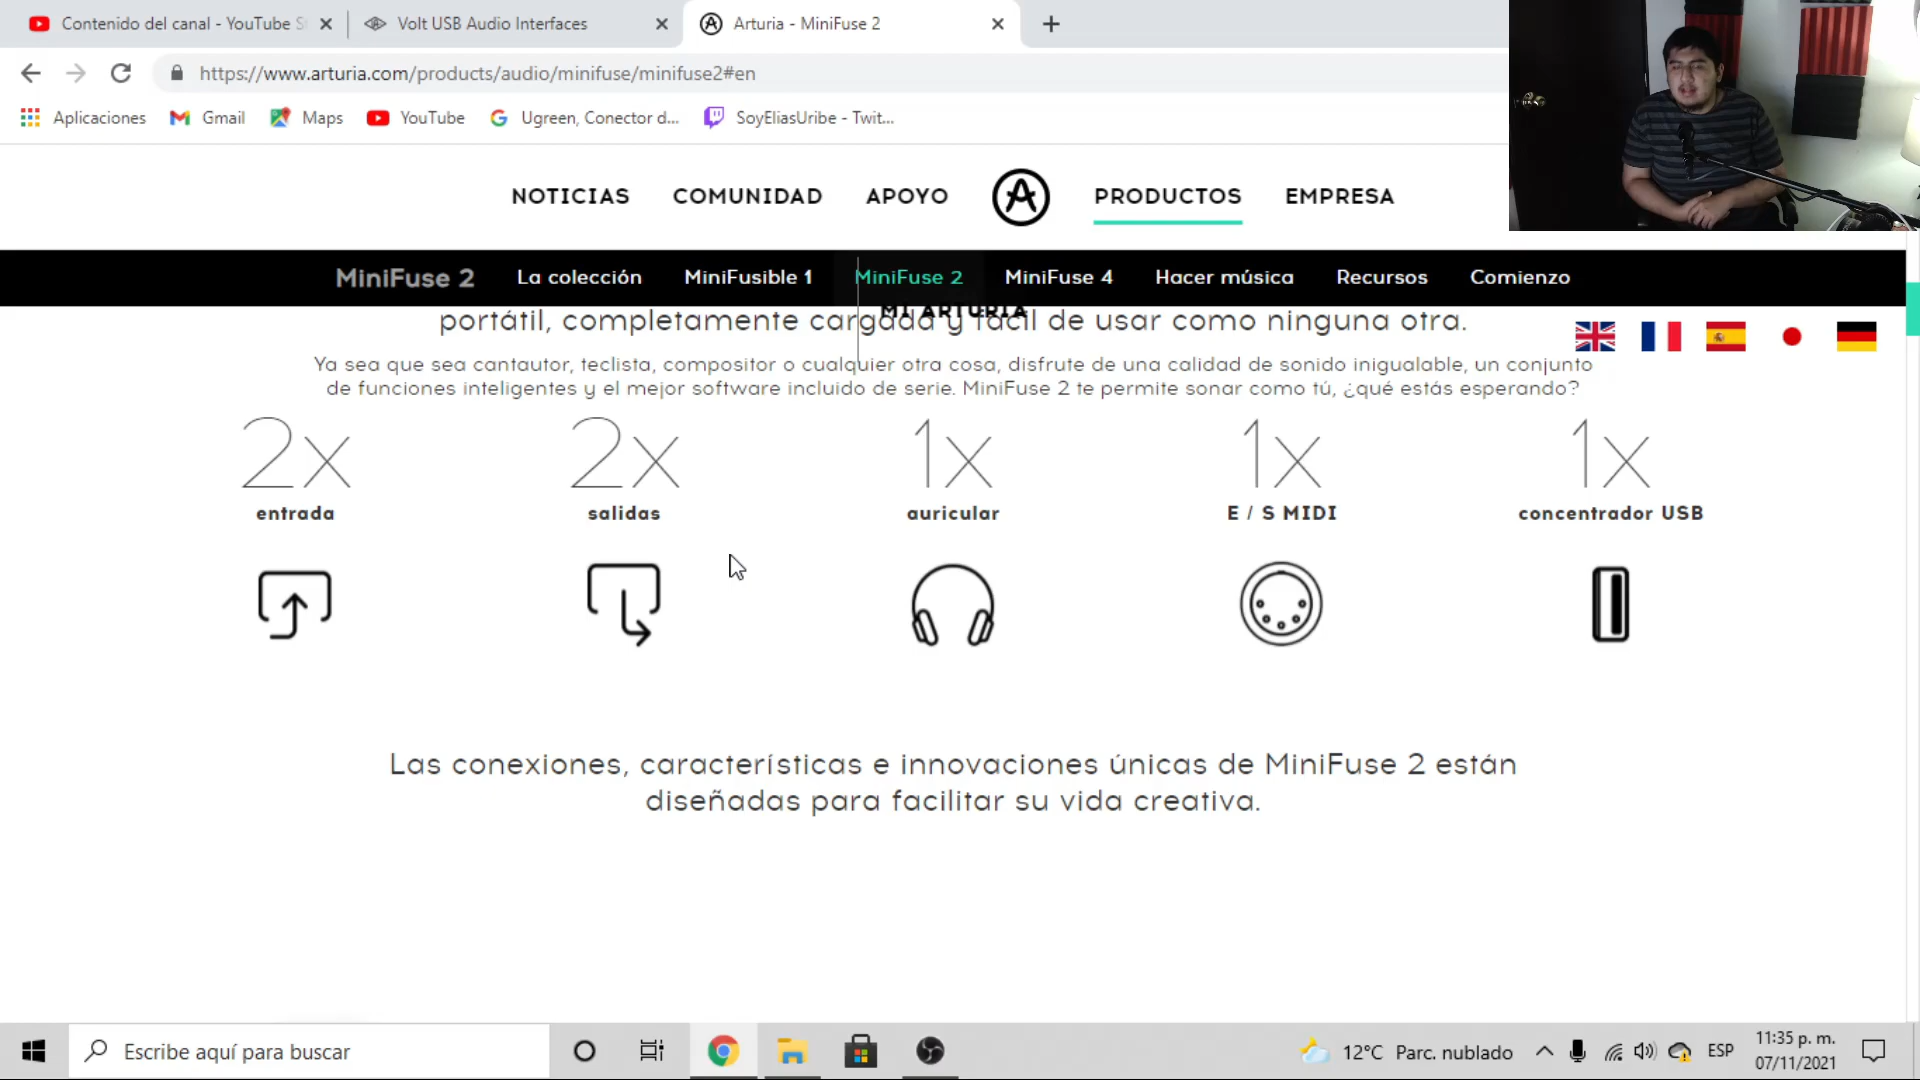 Contenido del canal - YouTube S
Volt USB Audio Interfaces
Arturia - MiniFuse 2
https://www.arturia.com/products/audio/minifuse/minifuse2#en
Aplicaciones
Gmail
Maps
YouTube
Ugreen, Conector d...
SoyEliasUribe - Twit...
NOTICIAS
COMUNIDAD
APOYO
PRODUCTOS
EMPRESA
MiniFuse 2
La colección
MiniFusible 1
MiniFuse 2
MiniFuse 4
Hacer música
Recursos
Comienzo
MI ARTURIA
portátil, completamente cargada y fácil de usar como ninguna otra.
Ya sea que sea cantautor, teclista, compositor o cualquier otra cosa, disfrute de una calidad de sonido inigualable, un conjunto
de funciones inteligentes y el mejor software incluido de serie. MiniFuse 2 te permite sonar como tú, ¿qué estás esperando?
2x
2x
1x
1x
1x
entrada
salidas
auricular
E / S MIDI
concentrador USB
Las conexiones, características e innovaciones únicas de MiniFuse 2 están
diseñadas para facilitar su vida creativa.
Escribe aquí para buscar
12°C Parc. nublado
ESP
11:35 p. m.
07/11/2021